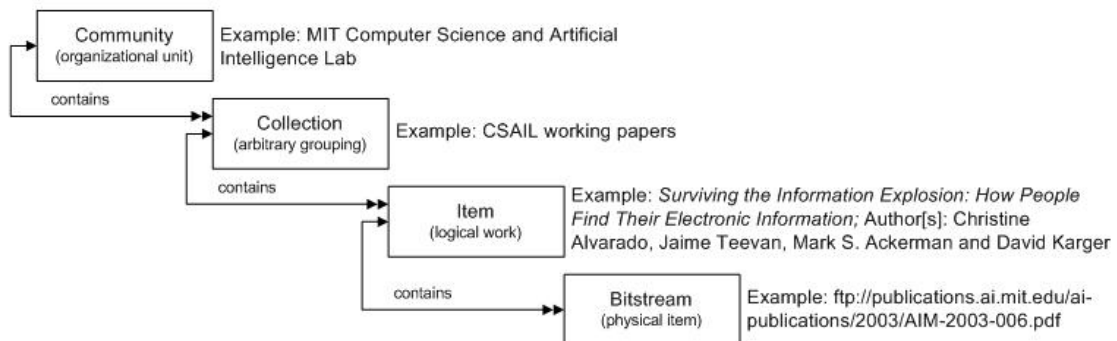 Community
(organizational unit)
Example: MIT Computer Science and Artificial
Intelligence Lab
contains
Collection
(arbitrary grouping)
Example: CSAIL working papers
contains
Item
(logical work)
Example: Surviving the Information Explosion: How People
Find Their Electronic Information; Author[s]: Christine
Alvarado, Jaime Teevan, Mark S. Ackerman and David Karger
contains
Bitstream
(physical item)
Example: ftp://publications.ai.mit.edu/ai-
publications/2003/AIM-2003-006.pdf